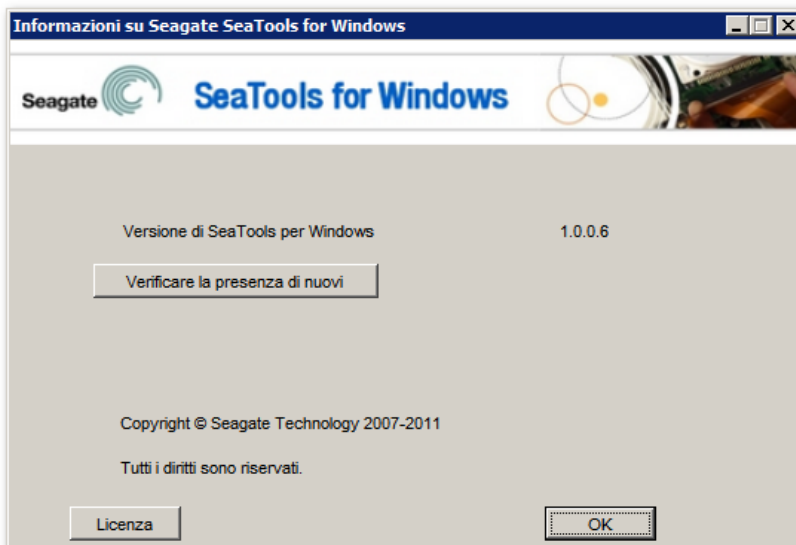 Informazioni su Seagate SeaTools for Windows
Seagate SeaTools for Windows
Versione di SeaTools per Windows 1.0.0.6
Verificare la presenza di nuovi
Copyright © Seagate Technology 2007-2011
Tutti i diritti sono riservati.
Licenza OK